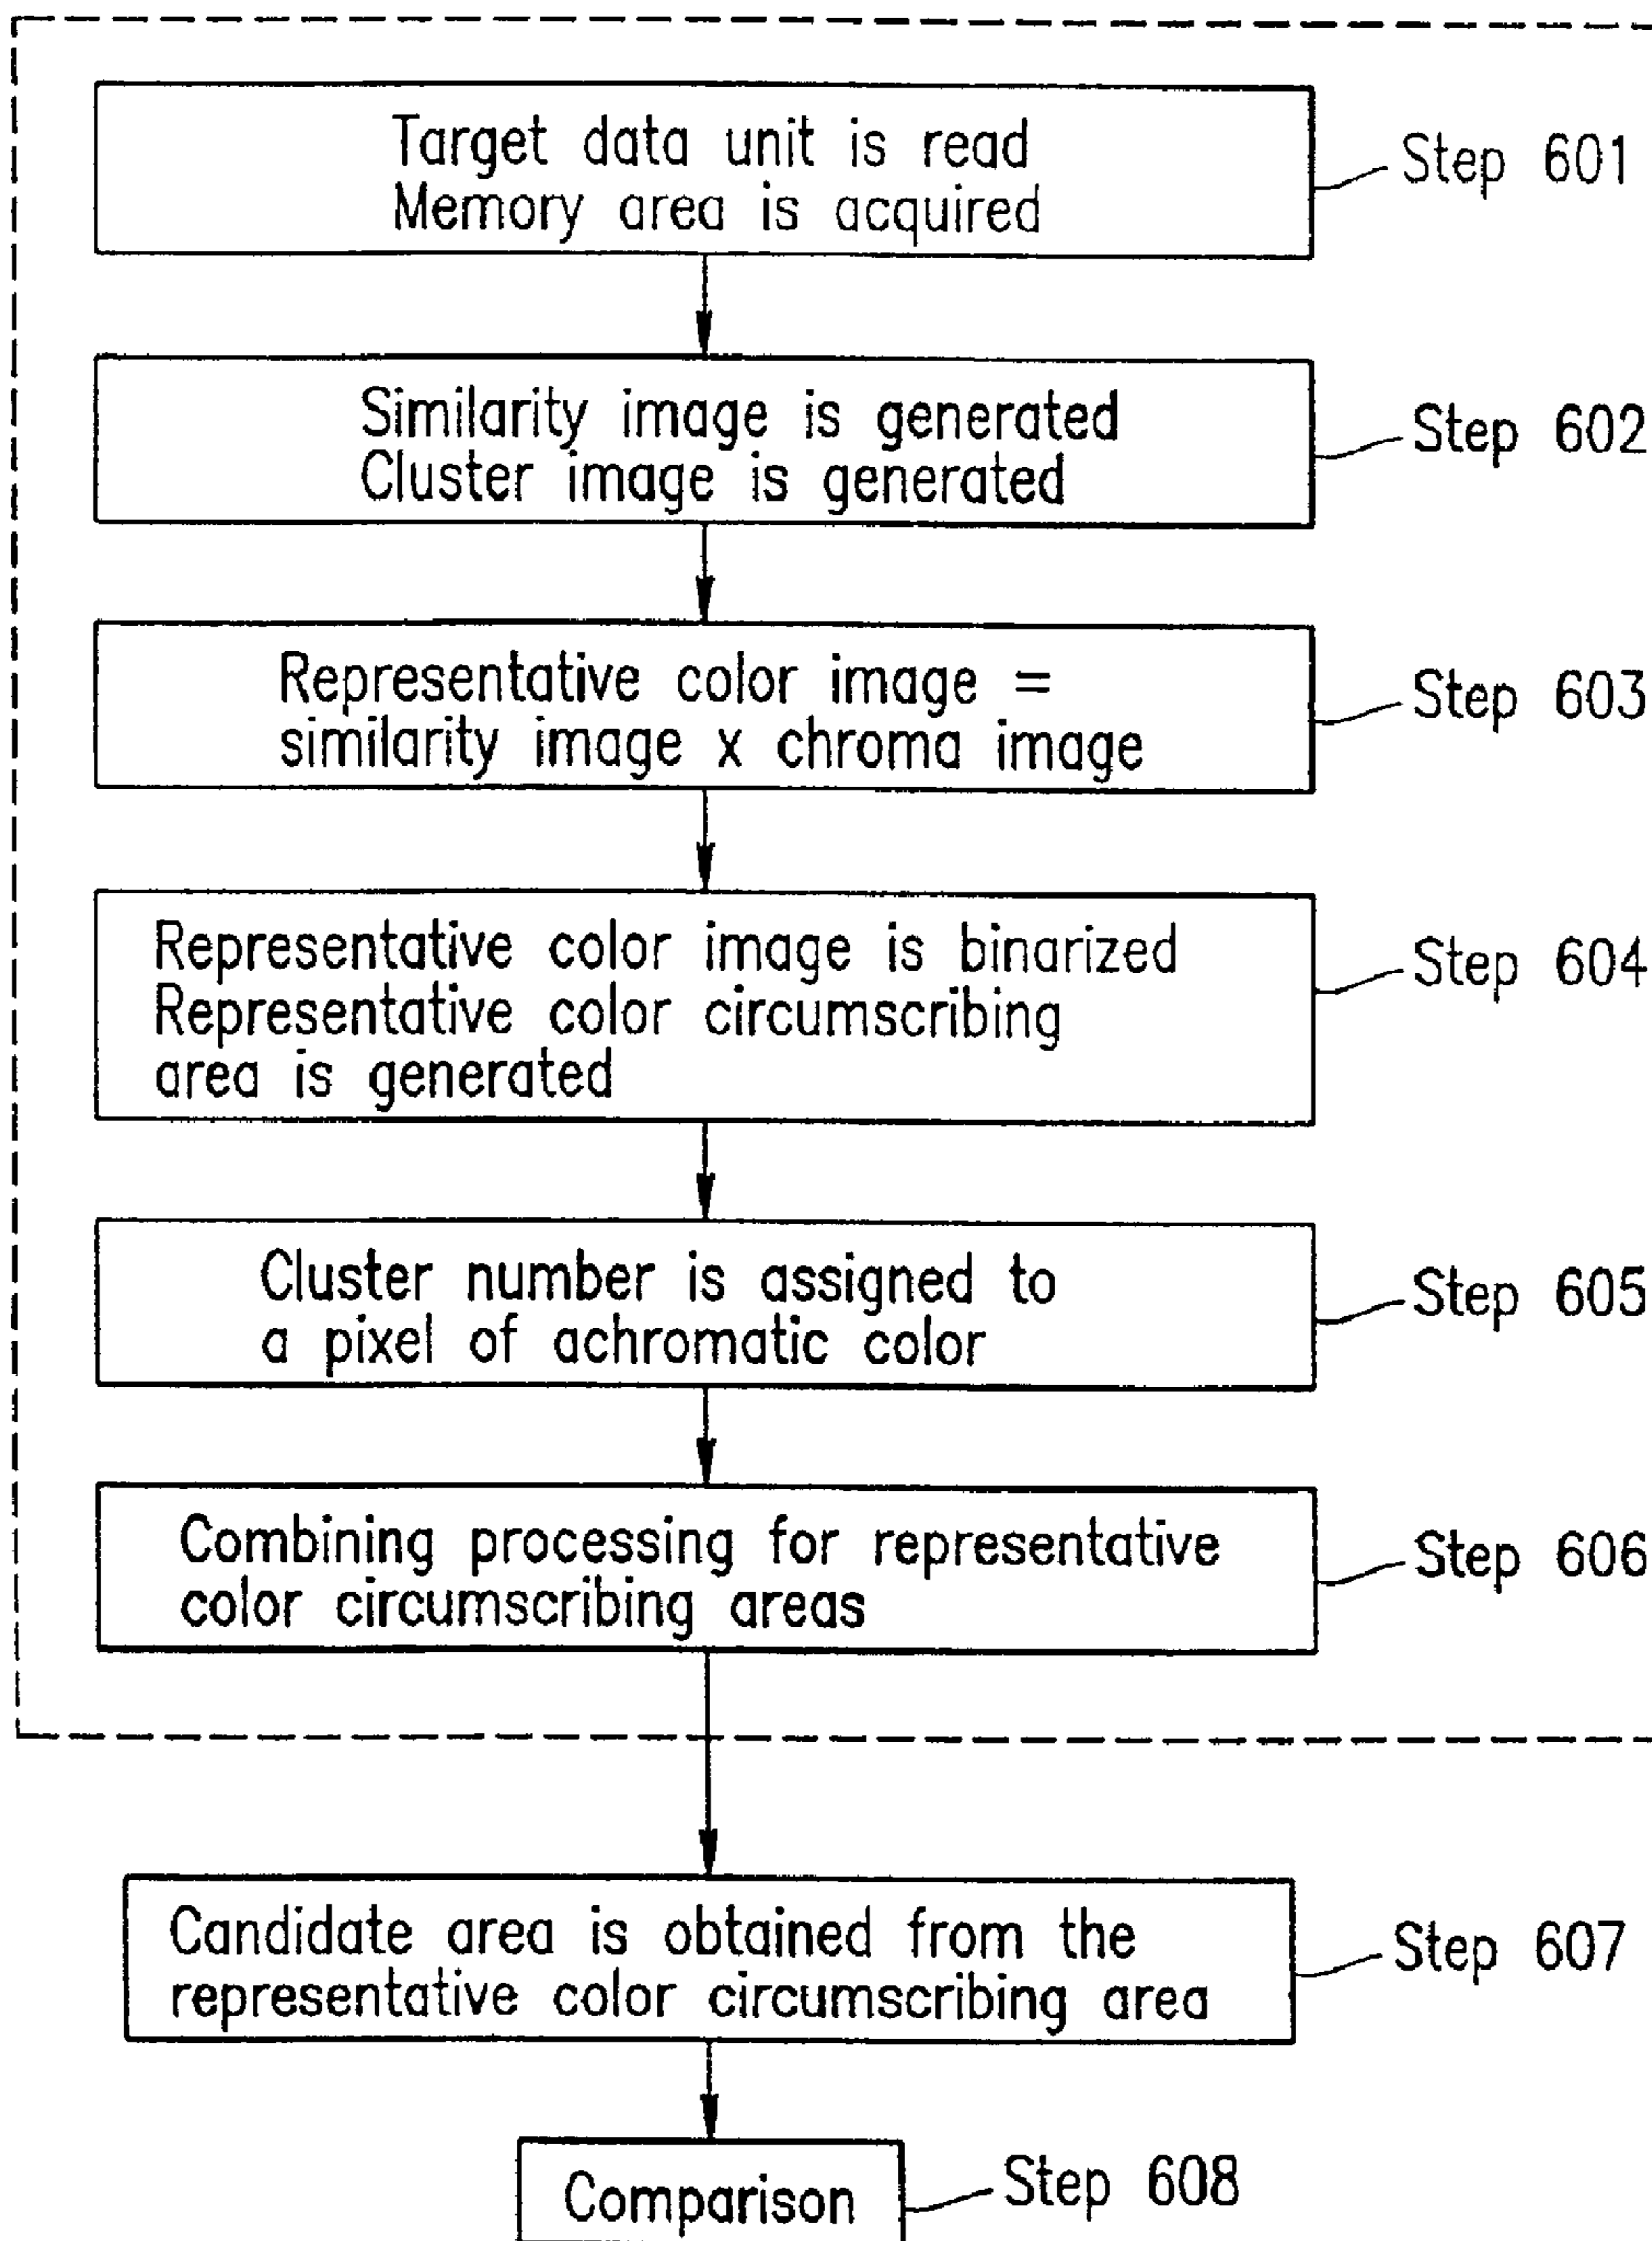 Target data unit is read
Memory area is acquired
Step 601
Similarity image is generated
Cluster image is generated
Step 602
Representative color image =
similarity image x chroma image
Step 603
Representative color image is binarized
Representative color circumscribing
area is generated
Step 604
Cluster number is assigned to
a pixel of achromatic color
Step 605
Combining processing for representative
color circumscribing areas
Step 606
Candidate area is obtained from the
representative color circumscribing area
Step 607
Comparison
Step 608